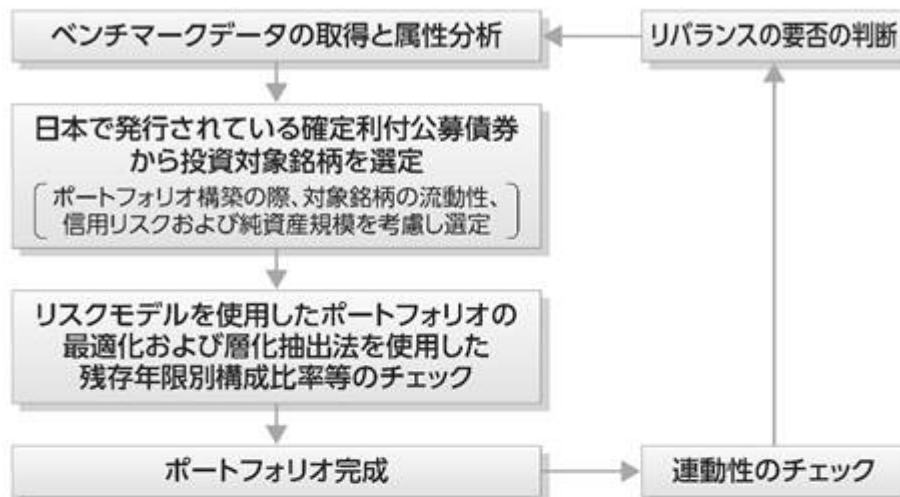 ベンチマークデータの取得と属性分析
日本で発行されている確定利付公募債券
から投資対象銘柄を選定
ポートフォリオ構築の際、対象銘柄の流動性、
信用リスクおよび純資産規模を考慮し選定
リスクモデルを使用したポートフォリオの
最適化および層化抽出法を使用した
残存年限別構成比率等のチェック
ポートフォリオ完成
連動性のチェック
リバランスの要否の判断